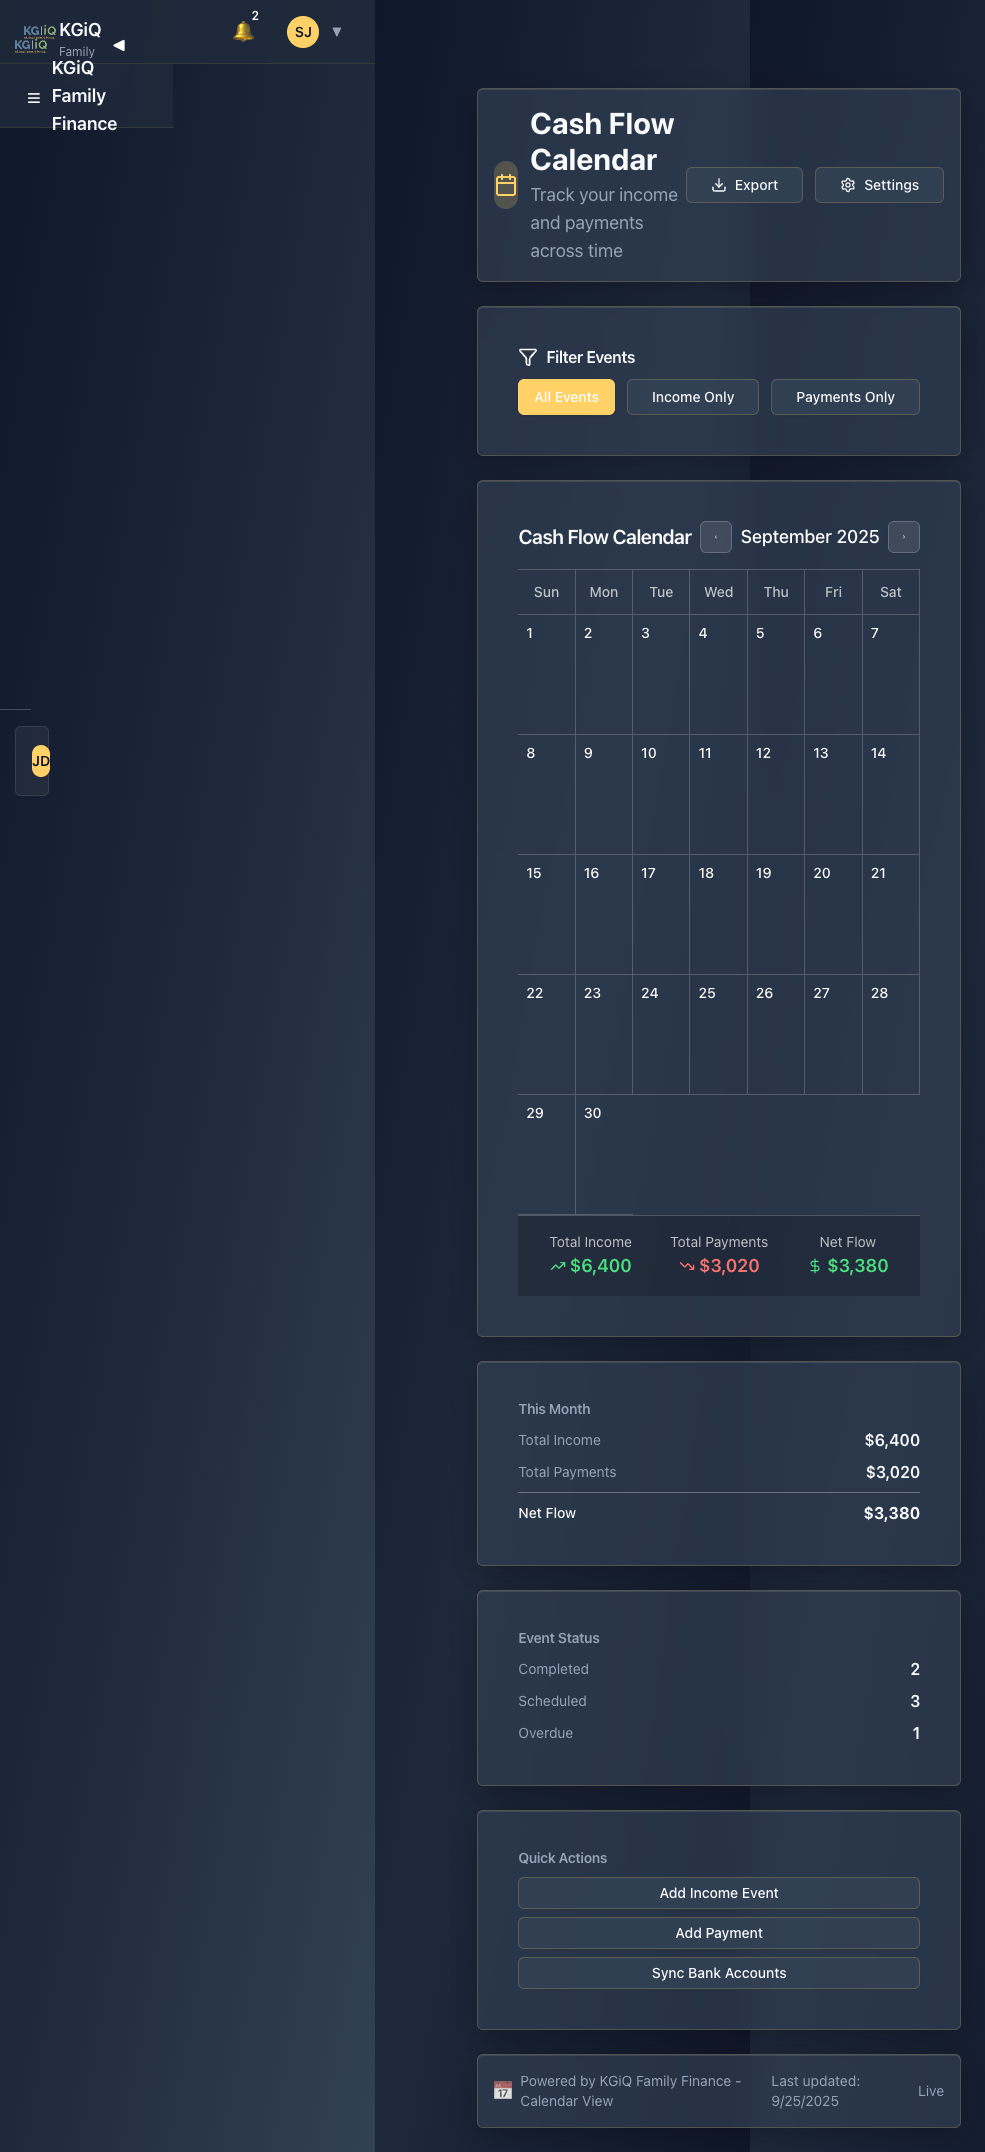 KGiQ
KGiQ
KGiQ
Family
2
SJ
▼
◀
KGiQ
Family
Finance
JD
Cash Flow
Calendar
Track your income
and payments
across time
Export
Settings
Filter Events
All Events
Income Only
Payments Only
Cash Flow Calendar
‹
September 2025
›
Sun Mon Tue Wed Thu Fri Sat
1 2 3 4 5 6 7
8 9 10 11 12 13 14
15 16 17 18 19 20 21
22 23 24 25 26 27 28
29 30
Total Income Total Payments Net Flow
$6,400 $3,020 $3,380
This Month
Total Income $6,400
Total Payments $3,020
Net Flow $3,380
Event Status
Completed 2
Scheduled 3
Overdue 1
Quick Actions
Add Income Event
Add Payment
Sync Bank Accounts
Powered by KGiQ Family Finance -
Calendar View
Last updated:
9/25/2025
Live